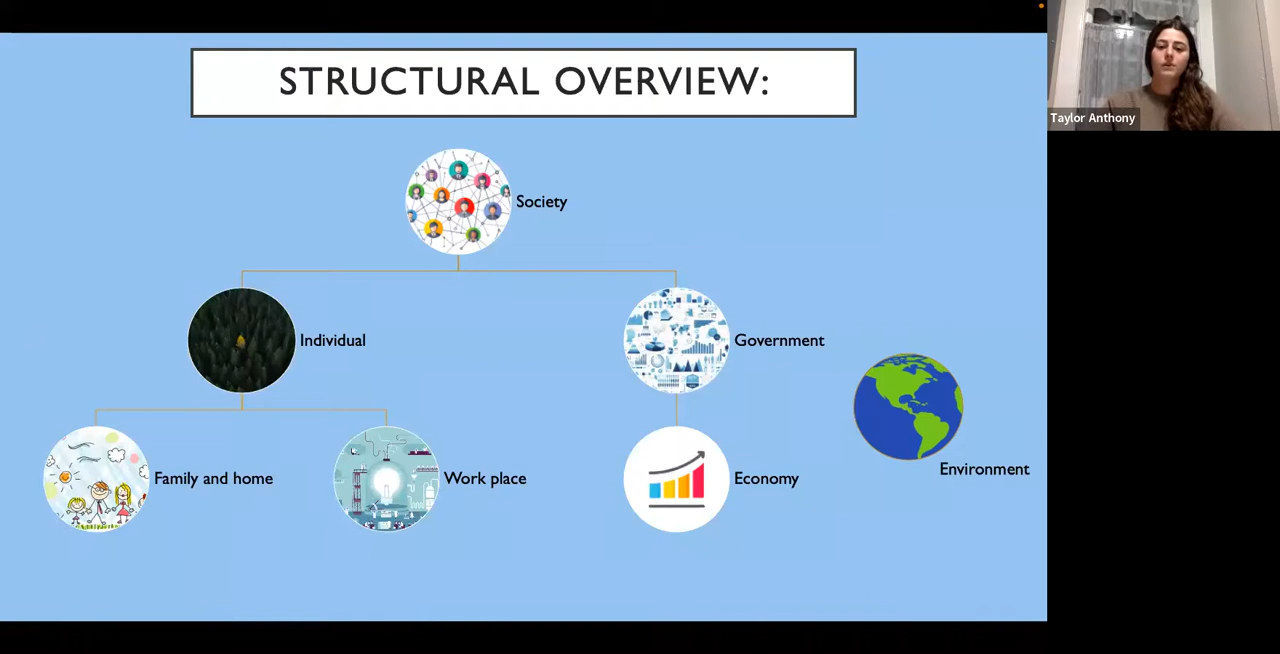 STRUCTURAL OVERVIEW:
Taylor Anthony
Society
Individual
Government
Family and home
Work place
Economy
Environment